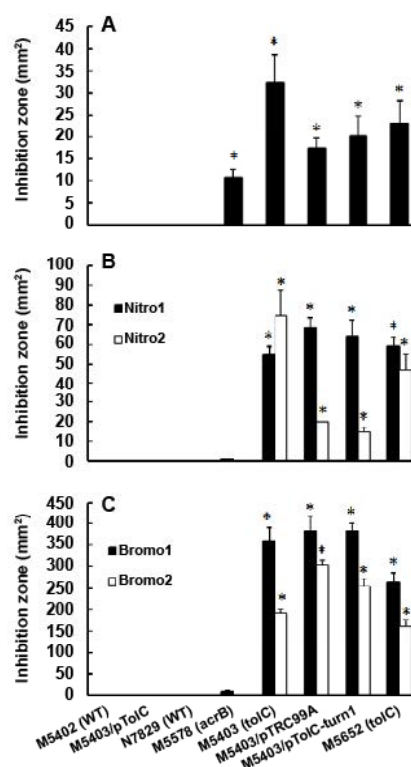 A
Inhibition zone (mm²)
45
40
35
30
25
20
15
10
5
0
*
*
*
*
*
B
Inhibition zone (mm²)
100
90
80
70
60
50
40
30
20
10
0
Nitro1
Nitro2
*
*
*
*
*
*
*
*
C
Inhibition zone (mm²)
450
400
350
300
250
200
150
100
50
0
Bromo1
Bromo2
*
*
*
*
*
*
*
*
M5402 (WT)
M5403/pTolC
N7829 (WT)
M5578 (acrB)
M5403 (tolC)
M5403/pTRC99A
M5403/pTolC-turn1
M5652 (tolC)